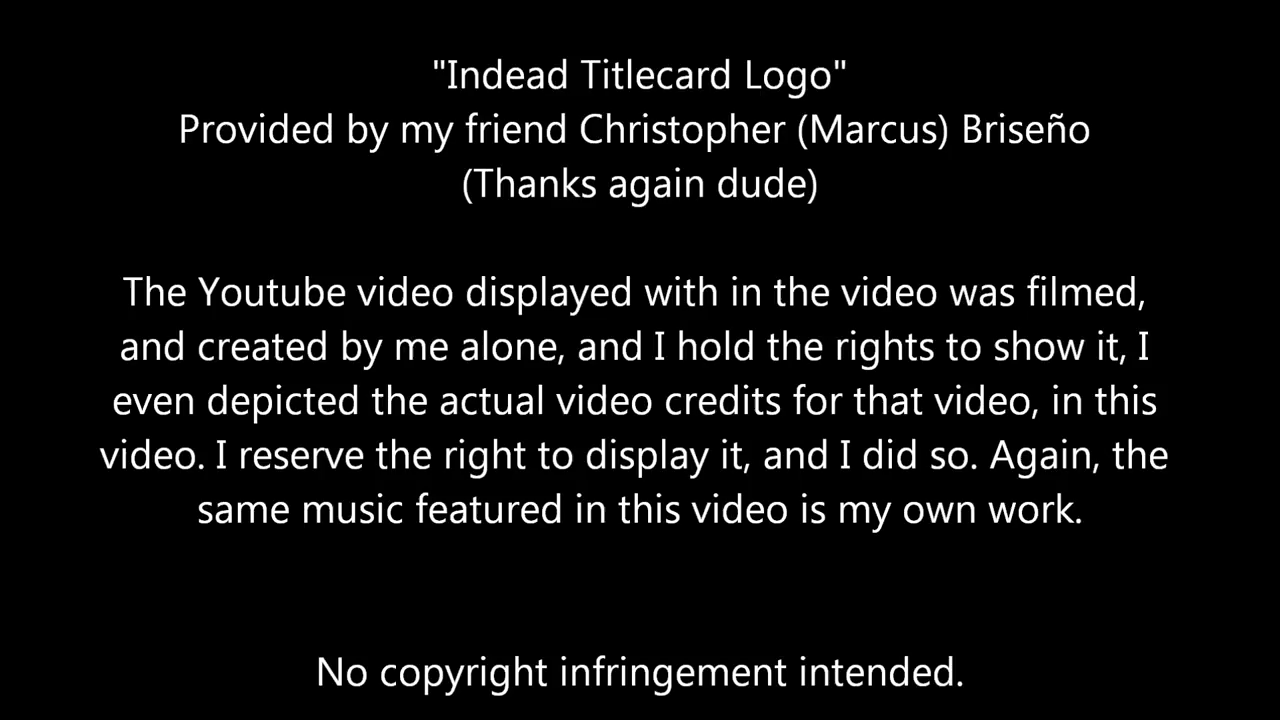 "Indead Titlecard Logo"
Provided by my friend Christopher (Marcus) Briseño
(Thanks again dude)
The Youtube video displayed with in the video was filmed,
and created by me alone, and I hold the rights to show it, I
even depicted the actual video credits for that video, in this
video. I reserve the right to display it, and I did so. Again, the
same music featured in this video is my own work.
No copyright infringement intended.